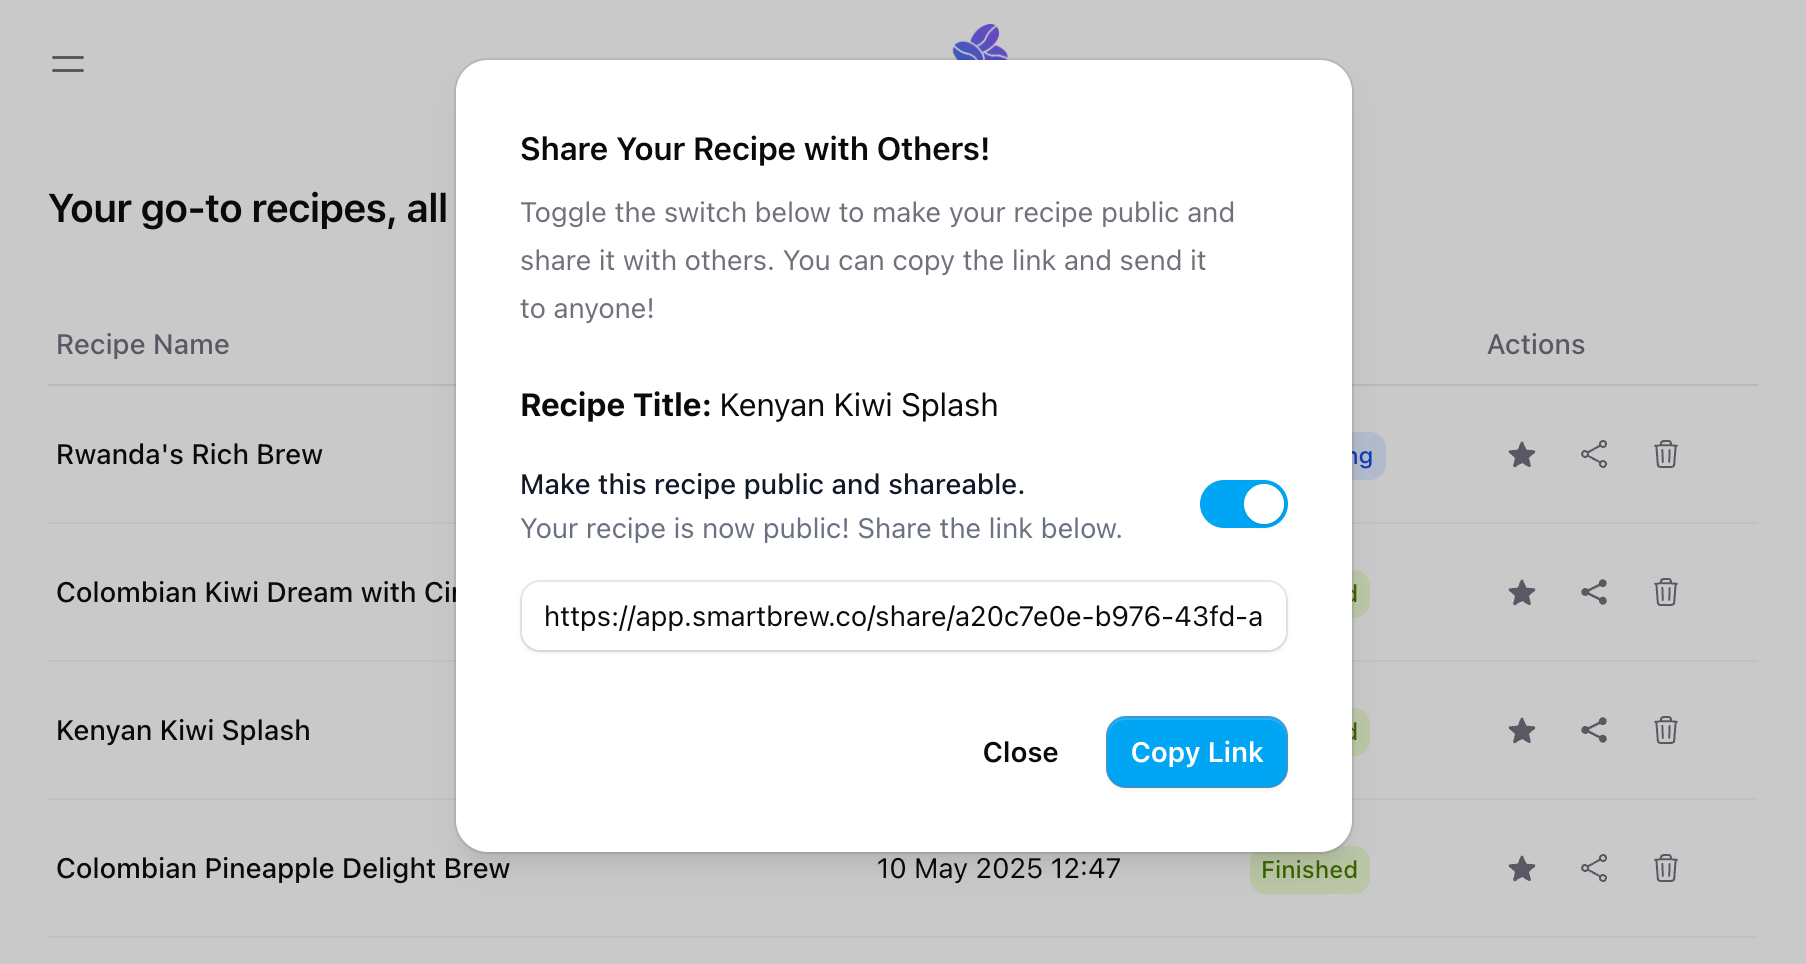 Share Your Recipe with Others!
Toggle the switch below to make your recipe public and
share it with others. You can copy the link and send it
to anyone!
Recipe Title: Kenyan Kiwi Splash
Make this recipe public and shareable.
Your recipe is now public! Share the link below.
https://app.smartbrew.co/share/a20c7e0e-b976-43fd-a
Close Copy Link
Your go-to recipes, all
Recipe Name Actions
Rwanda's Rich Brew
Colombian Kiwi Dream with
Kenyan Kiwi Splash
Colombian Pineapple Delight Brew 10 May 2025 12:47 Finished